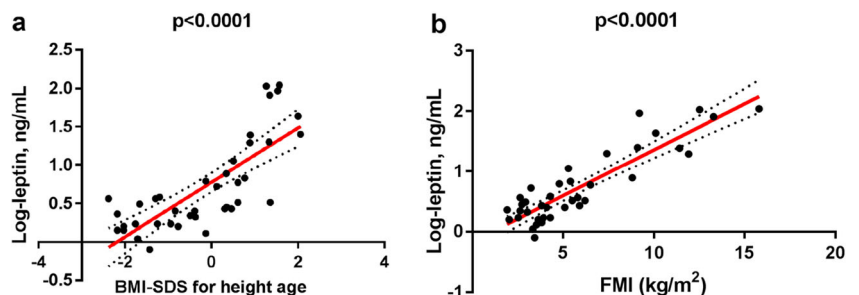 a
p<0.0001
Log-leptin, ng/mL
2.5
2.0
1.5
1.0
0.5
-0.5
-4
-2
0
2
4
BMI-SDS for height age
b
p<0.0001
Log-leptin, ng/mL
3
2
1
0
-1
5
10
15
20
FMI (kg/m²)